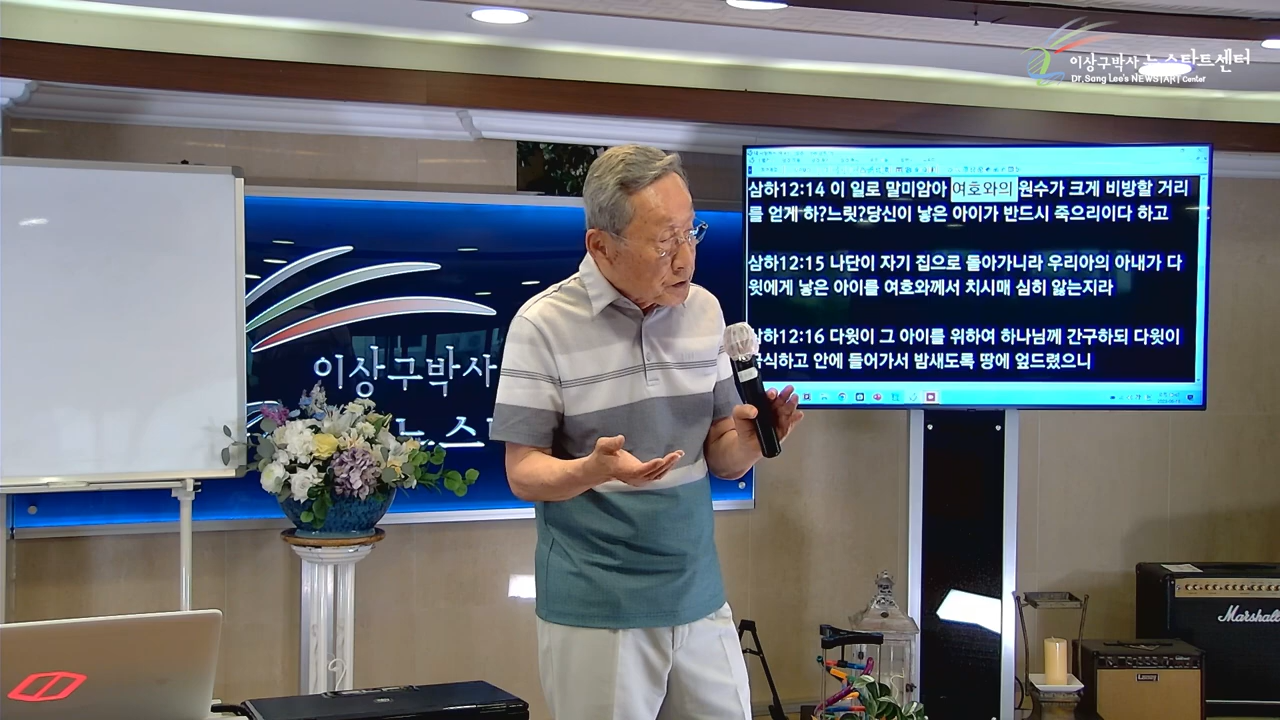 이상구박사 뉴스타트센터
Dr. Sang Lee's NEWSTART Center
삼하12:14 이 일로 말미암아 여호와의 원수가 크게 비방할 거리
를 얻게 하?느릿?당신이 낳은 아이가 반드시 죽으리이다 하고
삼하12:15 나단이 자기 집으로 돌아가니라 우리아의 아내가 다
윗에게 낳은 아이를 여호와께서 치시매 심히 앓는지라
삼하12:16 다윗이 그 아이를 위하여 하나님께 간구하되 다윗이
금식하고 안에 들어가서 밤새도록 땅에 엎드렸으니
이상구박사
뉴스
Marshall
Laney